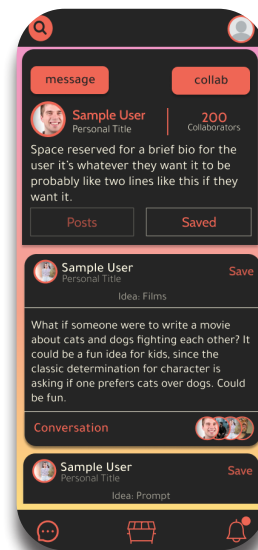 message
collab
Sample User
Personal Title
200
Collaborators
Space reserved for a brief bio for the
user it's whatever they want it to be
probably like two lines like this if they
want it.
Posts
Saved
Sample User
Personal Title
Save
Idea: Films
What if someone were to write a movie
about cats and dogs fighting each other? It
could be a fun idea for kids, since the
classic determination for character is
asking if one prefers cats over dogs. Could
be fun.
Conversation
Sample User
Personal Title
Save
Idea: Prompt